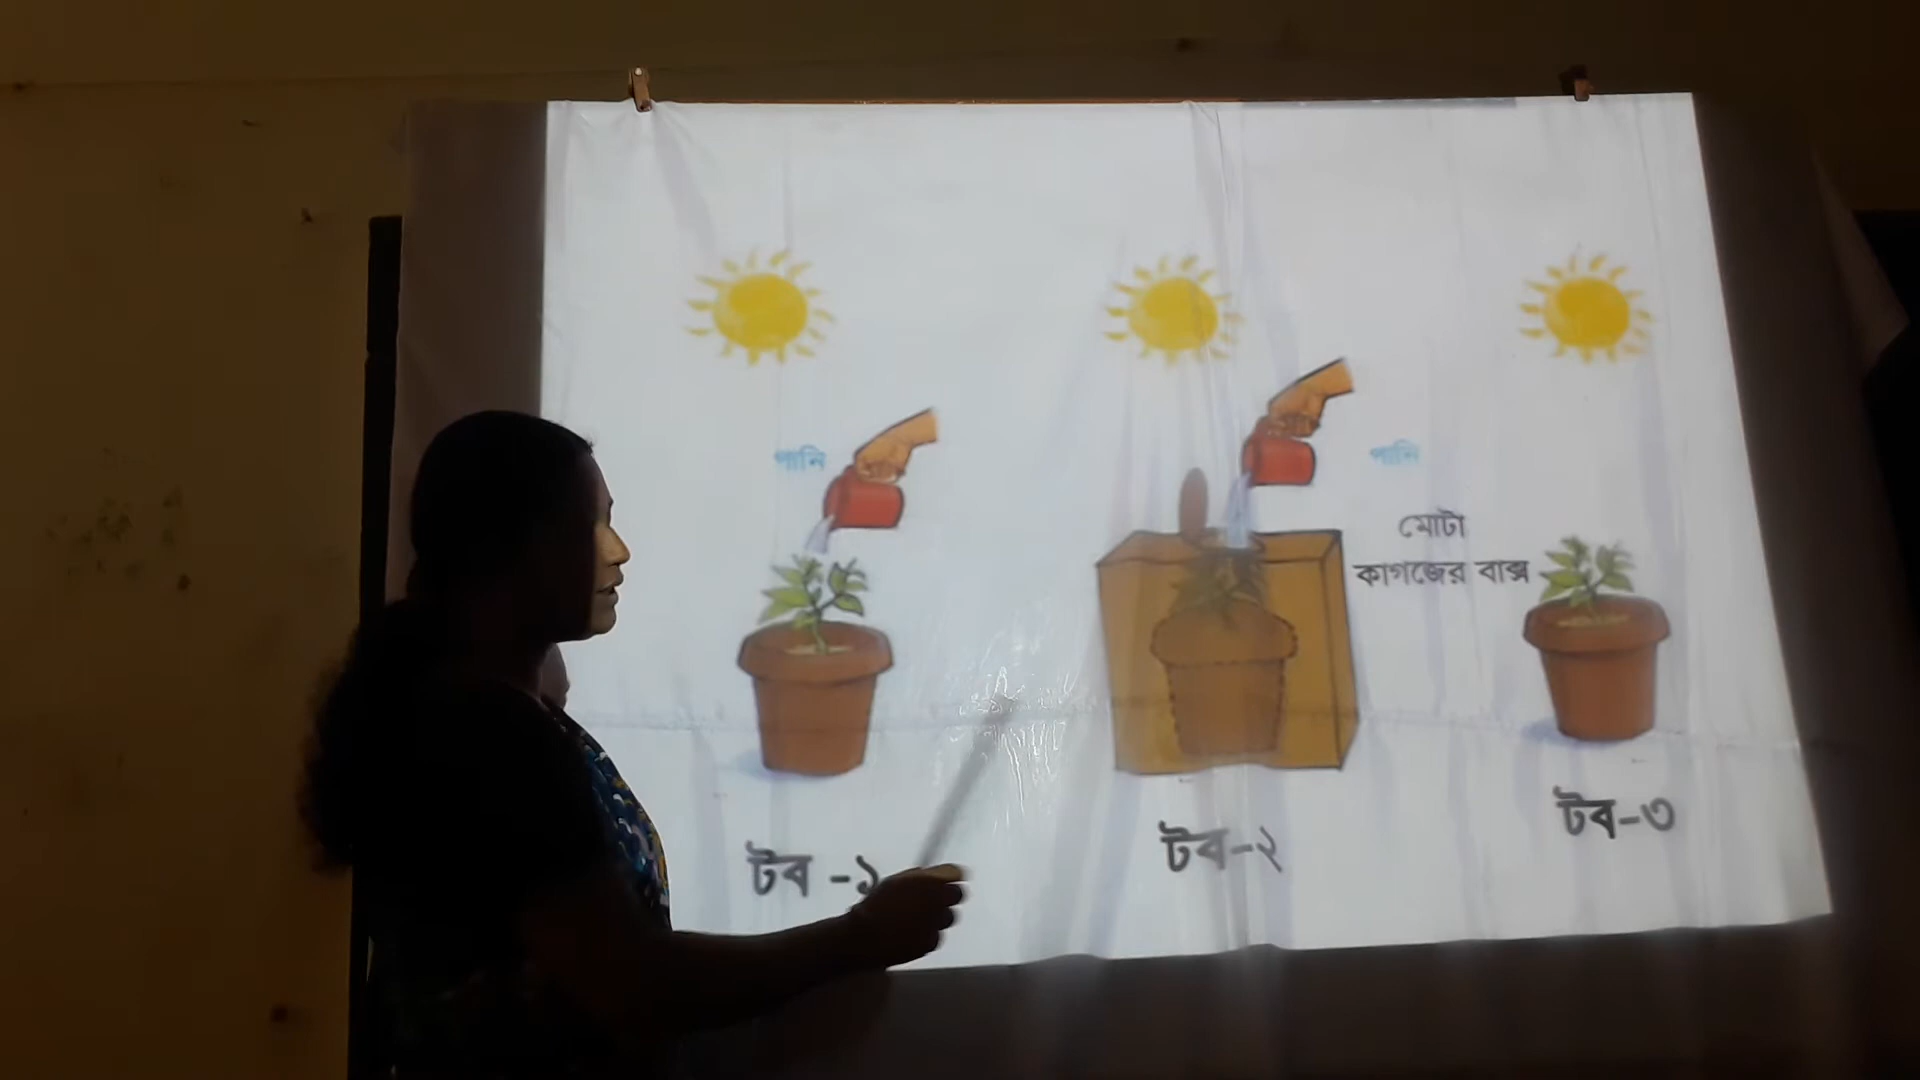 পানি
পানি
মোটা
কাগজের বাক্স
টব -১
টব-২
টব-৩